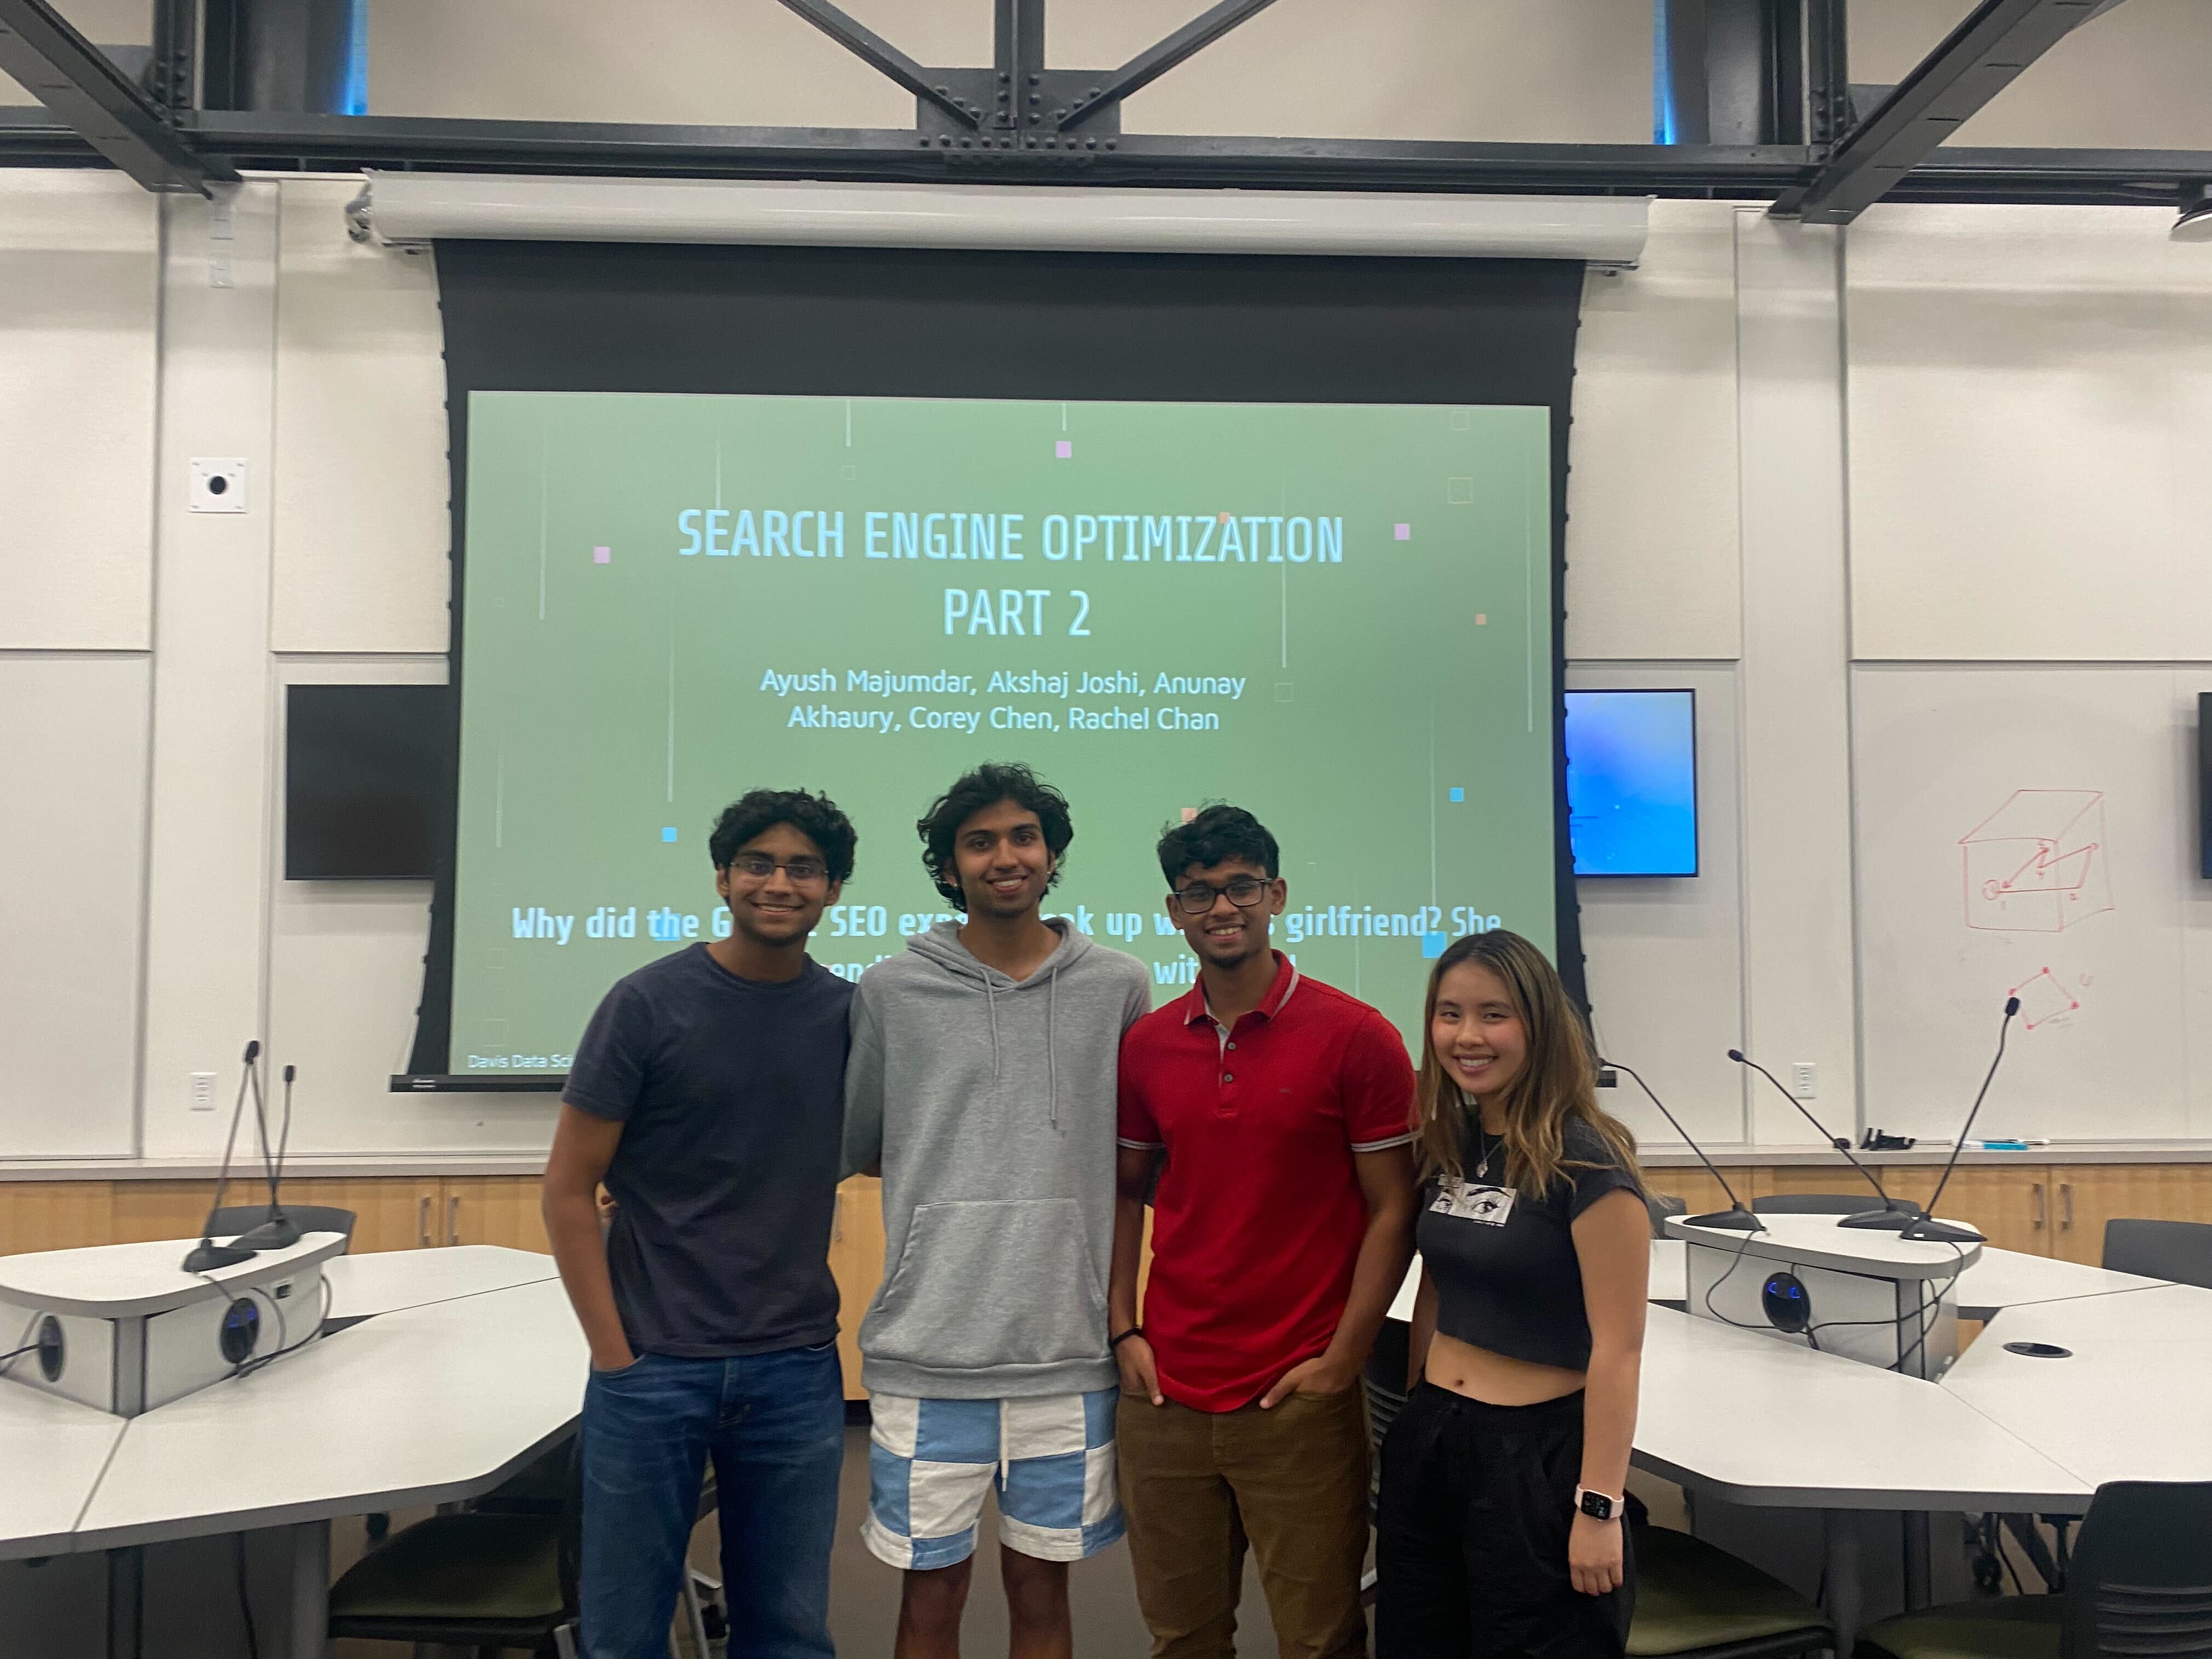 SEARCH ENGINE OPTIMIZATION
PART 2
Ayush Majumdar, Akshaj Joshi, Anunay
Akhaury, Corey Chen, Rachel Chan
Why did the SEO up girlfriend? She
Davis Data